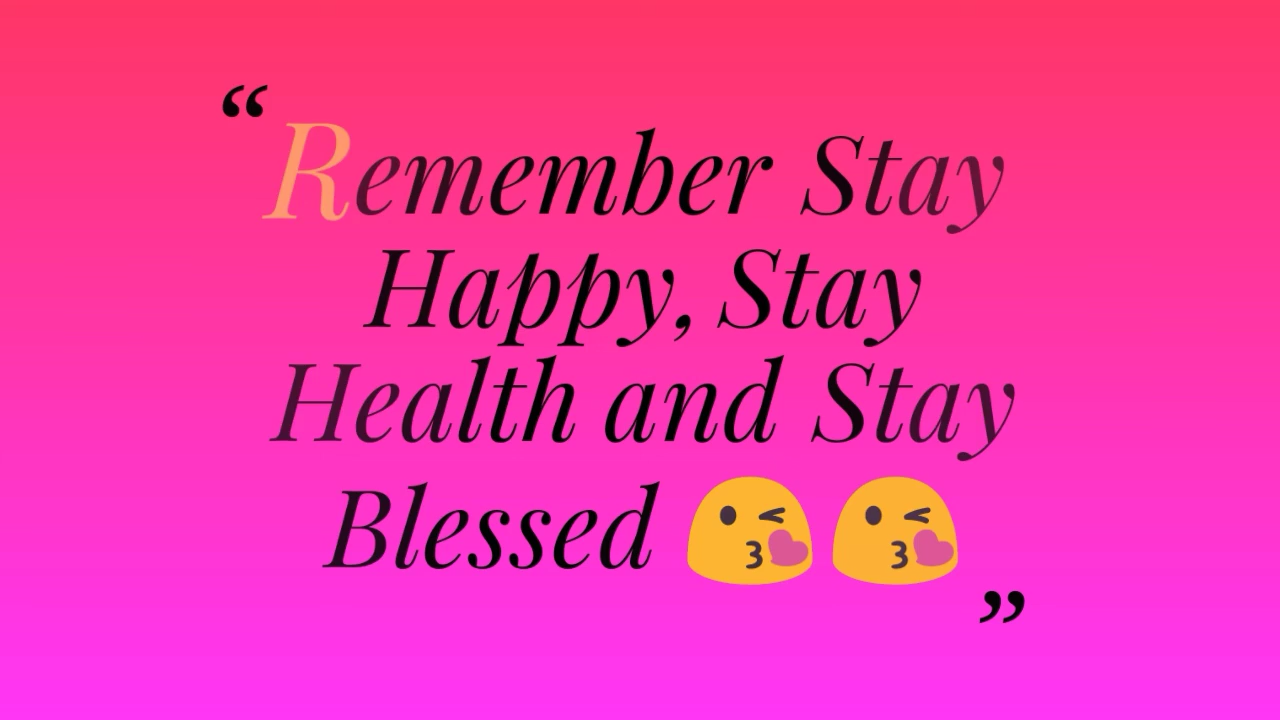 “Remember Stay
Happy, Stay
Health and Stay
Blessed 😘😘
”